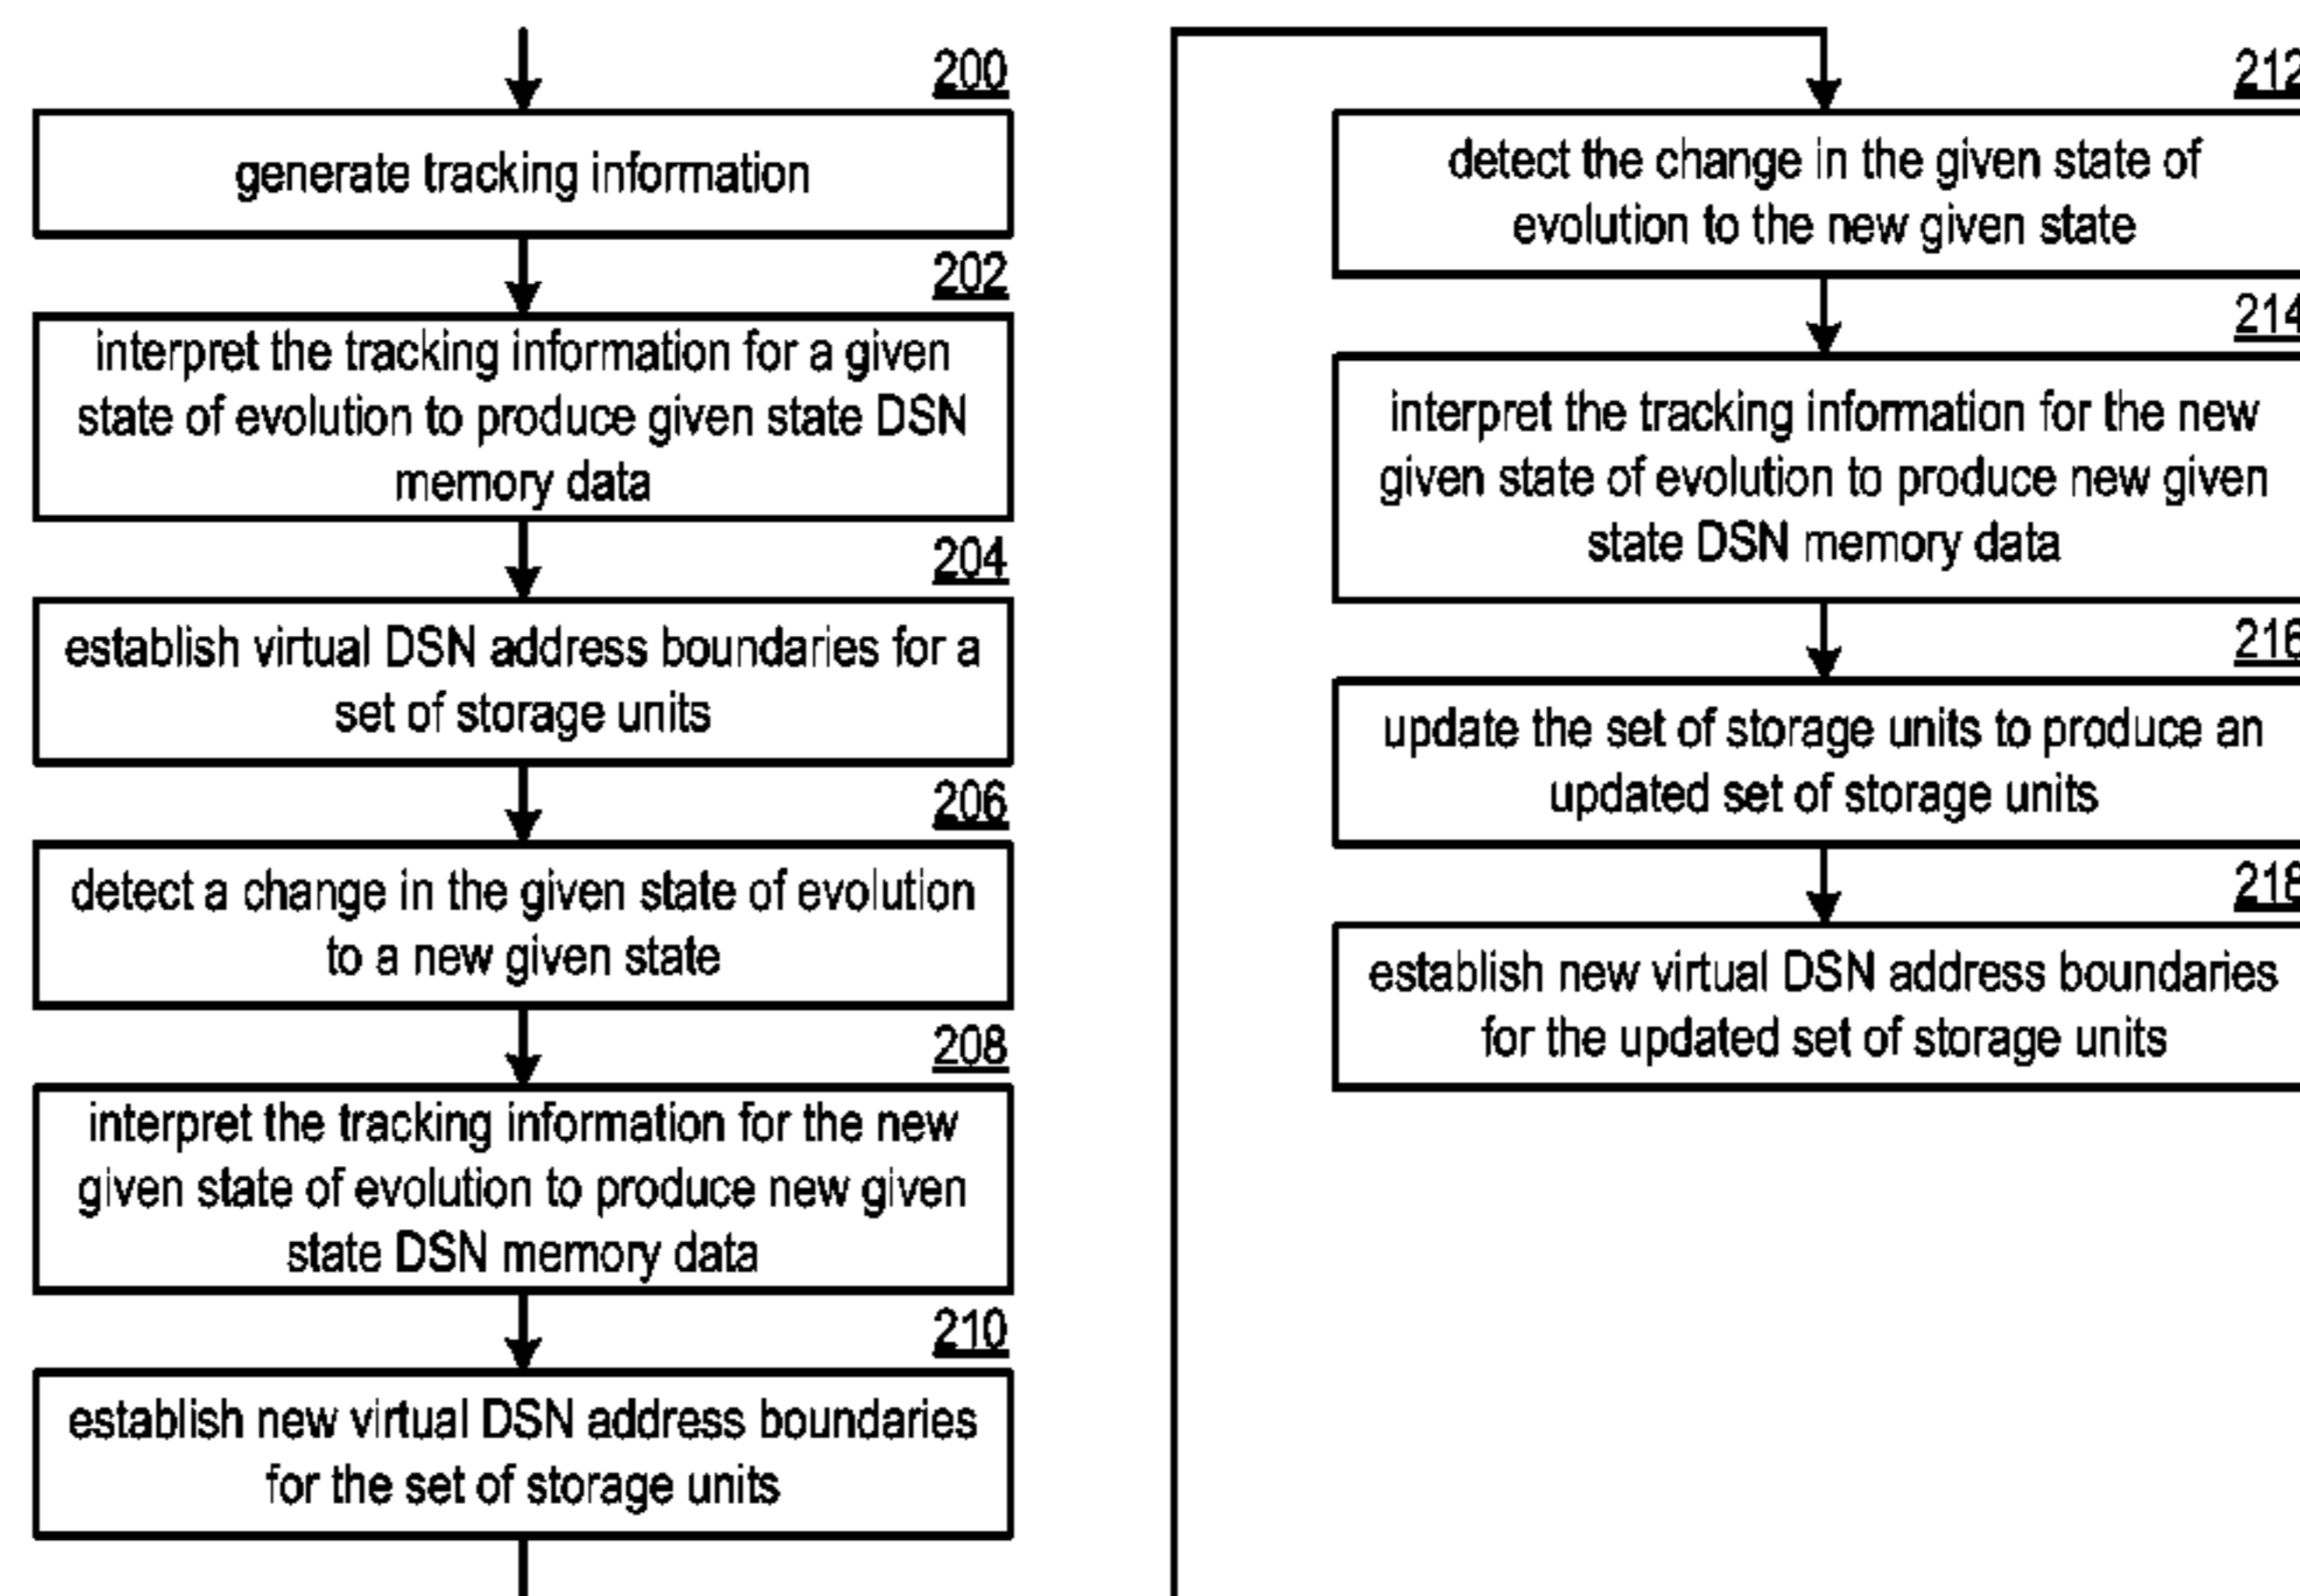 200
generate tracking information
202
interpret the tracking information for a given
state of evolution to produce given state DSN
memory data
204
establish virtual DSN address boundaries for a
set of storage units
206
detect a change in the given state of evolution
to a new given state
208
interpret the tracking information for the new
given state of evolution to produce new given
state DSN memory data
210
establish new virtual DSN address boundaries
for the set of storage units
212
detect the change in the given state of
evolution to the new given state
214
interpret the tracking information for the new
given state of evolution to produce new given
state DSN memory data
216
update the set of storage units to produce an
updated set of storage units
218
establish new virtual DSN address boundaries
for the updated set of storage units